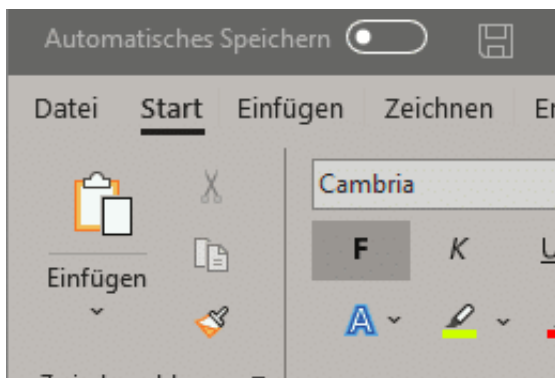 Automatisches Speichern
Datei Start Einfügen Zeichnen
Cambria
F K U
Einfügen
A